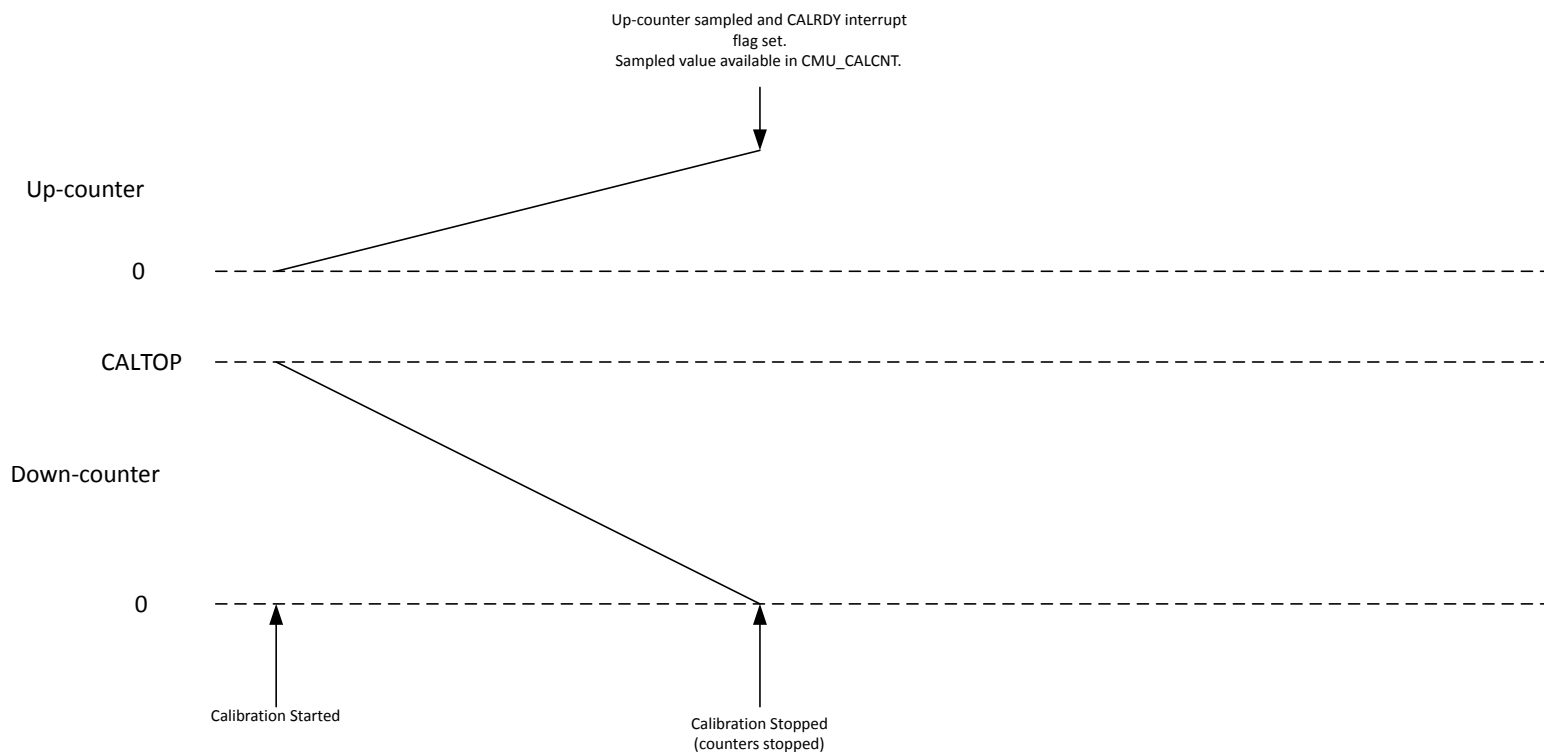 Up-counter sampled and CALRDY interrupt
flag set.
Sampled value available in CMU_CALCNT.
Up-counter
0
CALTOP
Down-counter
0
Calibration Started
Calibration Stopped
(counters stopped)